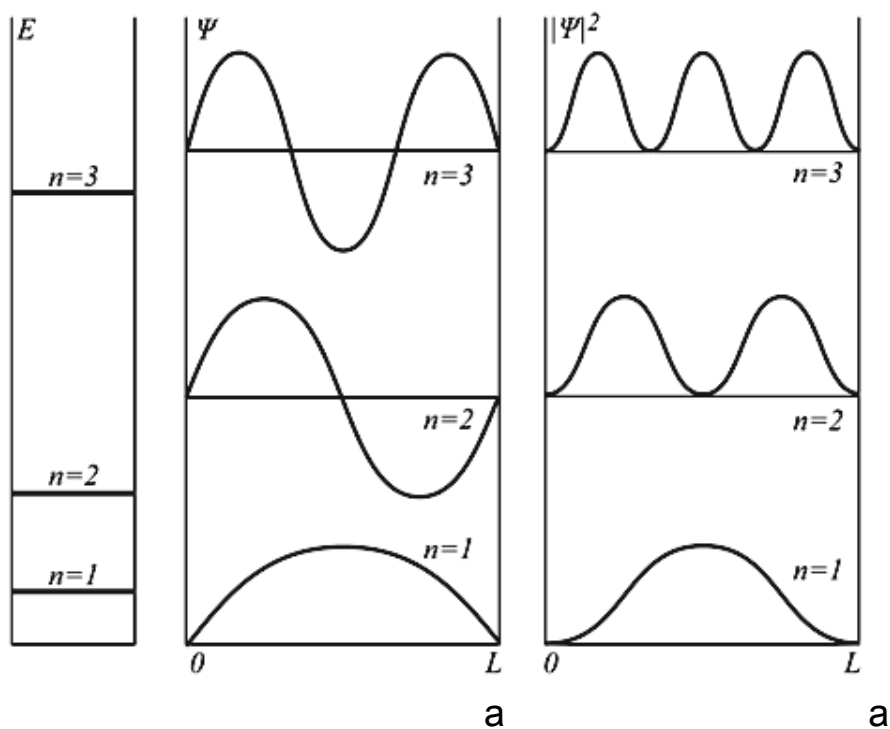 E Ψ |Ψ|²
n=3 n=3 n=3
n=2 n=2 n=2
n=1 n=1 n=1
0 L 0 L
a a